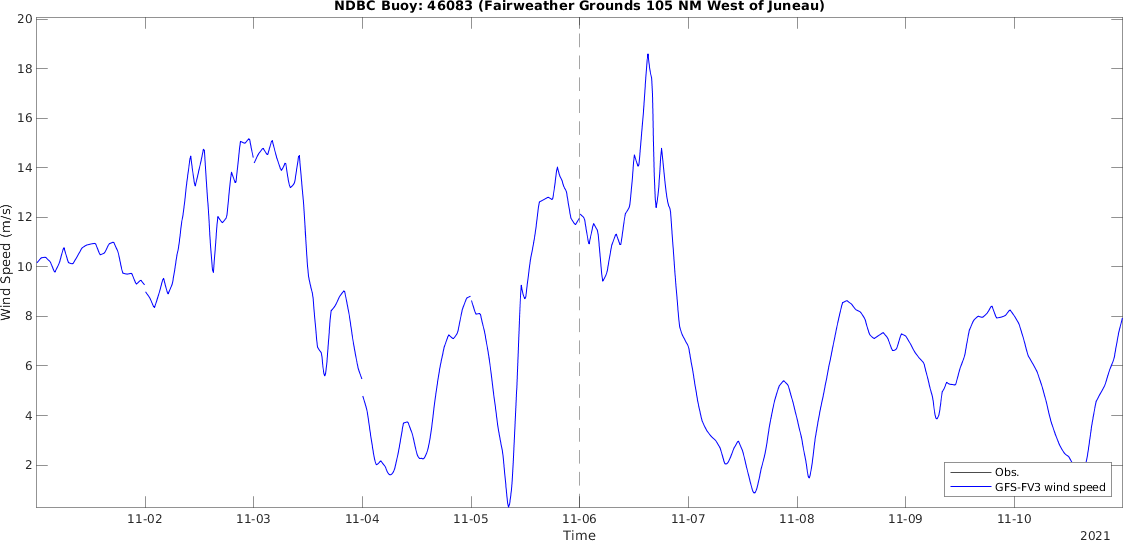 NDBC Buoy: 46083 (Fairweather Grounds 105 NM West of Juneau)
20
18
16
14
12
10
8
6
4
2
Wind Speed (m/s)
Obs.
GFS-FV3 wind speed
11-02 11-03 11-04 11-05 11-06 11-07 11-08 11-09 11-10
Time
2021